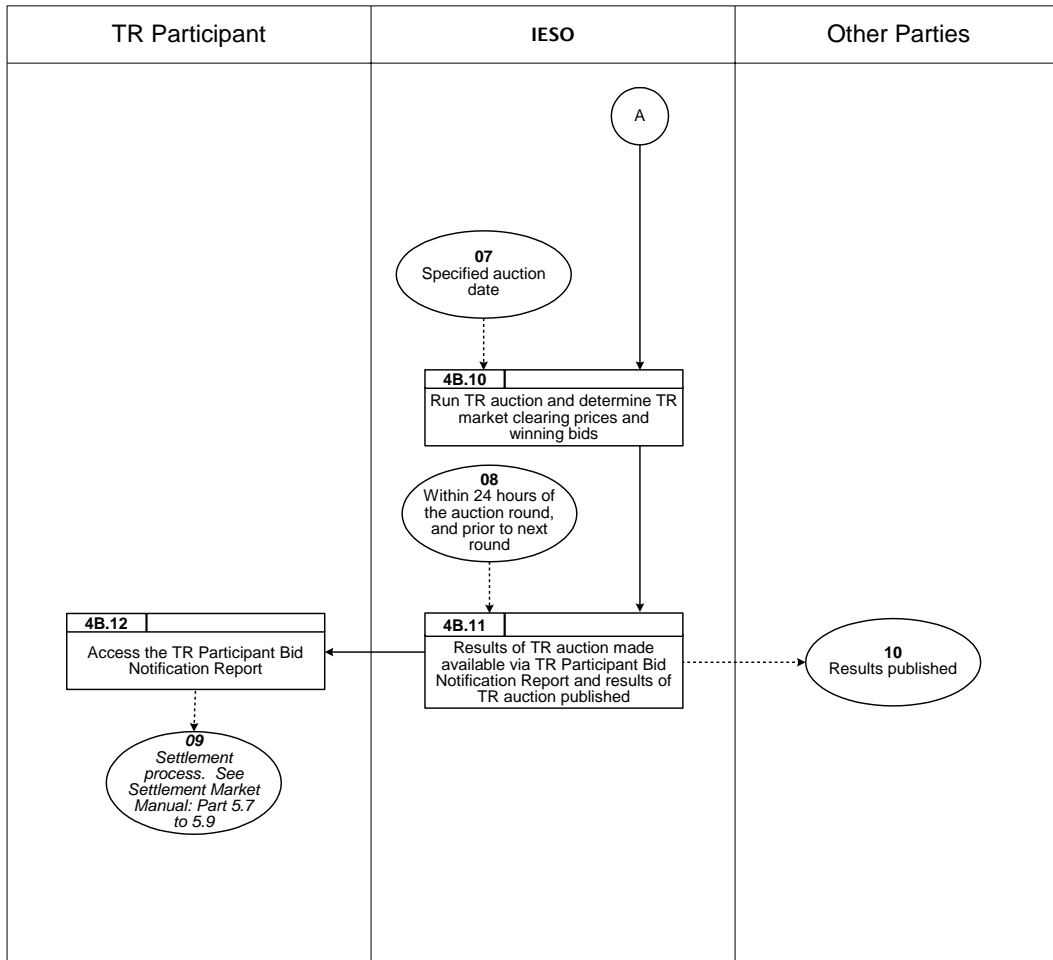 TR Participant
IESO
Other Parties
A
07
Specified auction
date
4B.10
Run TR auction and determine TR
market clearing prices and
winning bids
08
Within 24 hours of
the auction round,
and prior to next
round
4B.12
Access the TR Participant Bid
Notification Report
4B.11
Results of TR auction made
available via TR Participant Bid
Notification Report and results of
TR auction published
10
Results published
09
Settlement
process. See
Settlement Market
Manual: Part 5.7
to 5.9